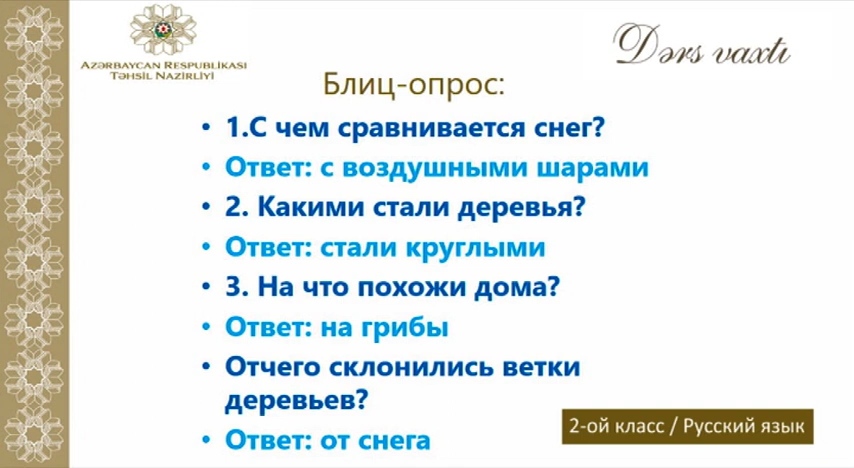 AZƏRBAYCAN RESPUBLİKASI
TƏHSİL NAZİRLİYİ
Dərs vaxtı
Блиц-опрос:
• 1.С чем сравнивается снег?
• Ответ: с воздушными шарами
• 2. Какими стали деревья?
• Ответ: стали круглыми
• 3. На что похожи дома?
• Ответ: на грибы
• Отчего склонились ветки
деревьев?
• Ответ: от снега
2-ой класс / Русский язык